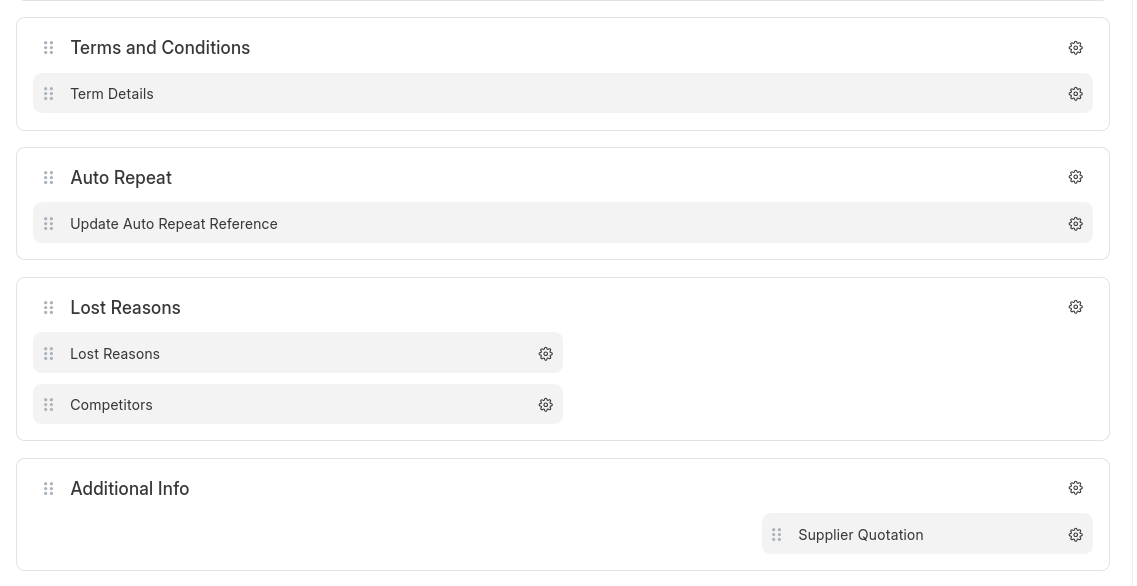 Terms and Conditions
Term Details
Auto Repeat
Update Auto Repeat Reference
Lost Reasons
Lost Reasons
Competitors
Additional Info
Supplier Quotation